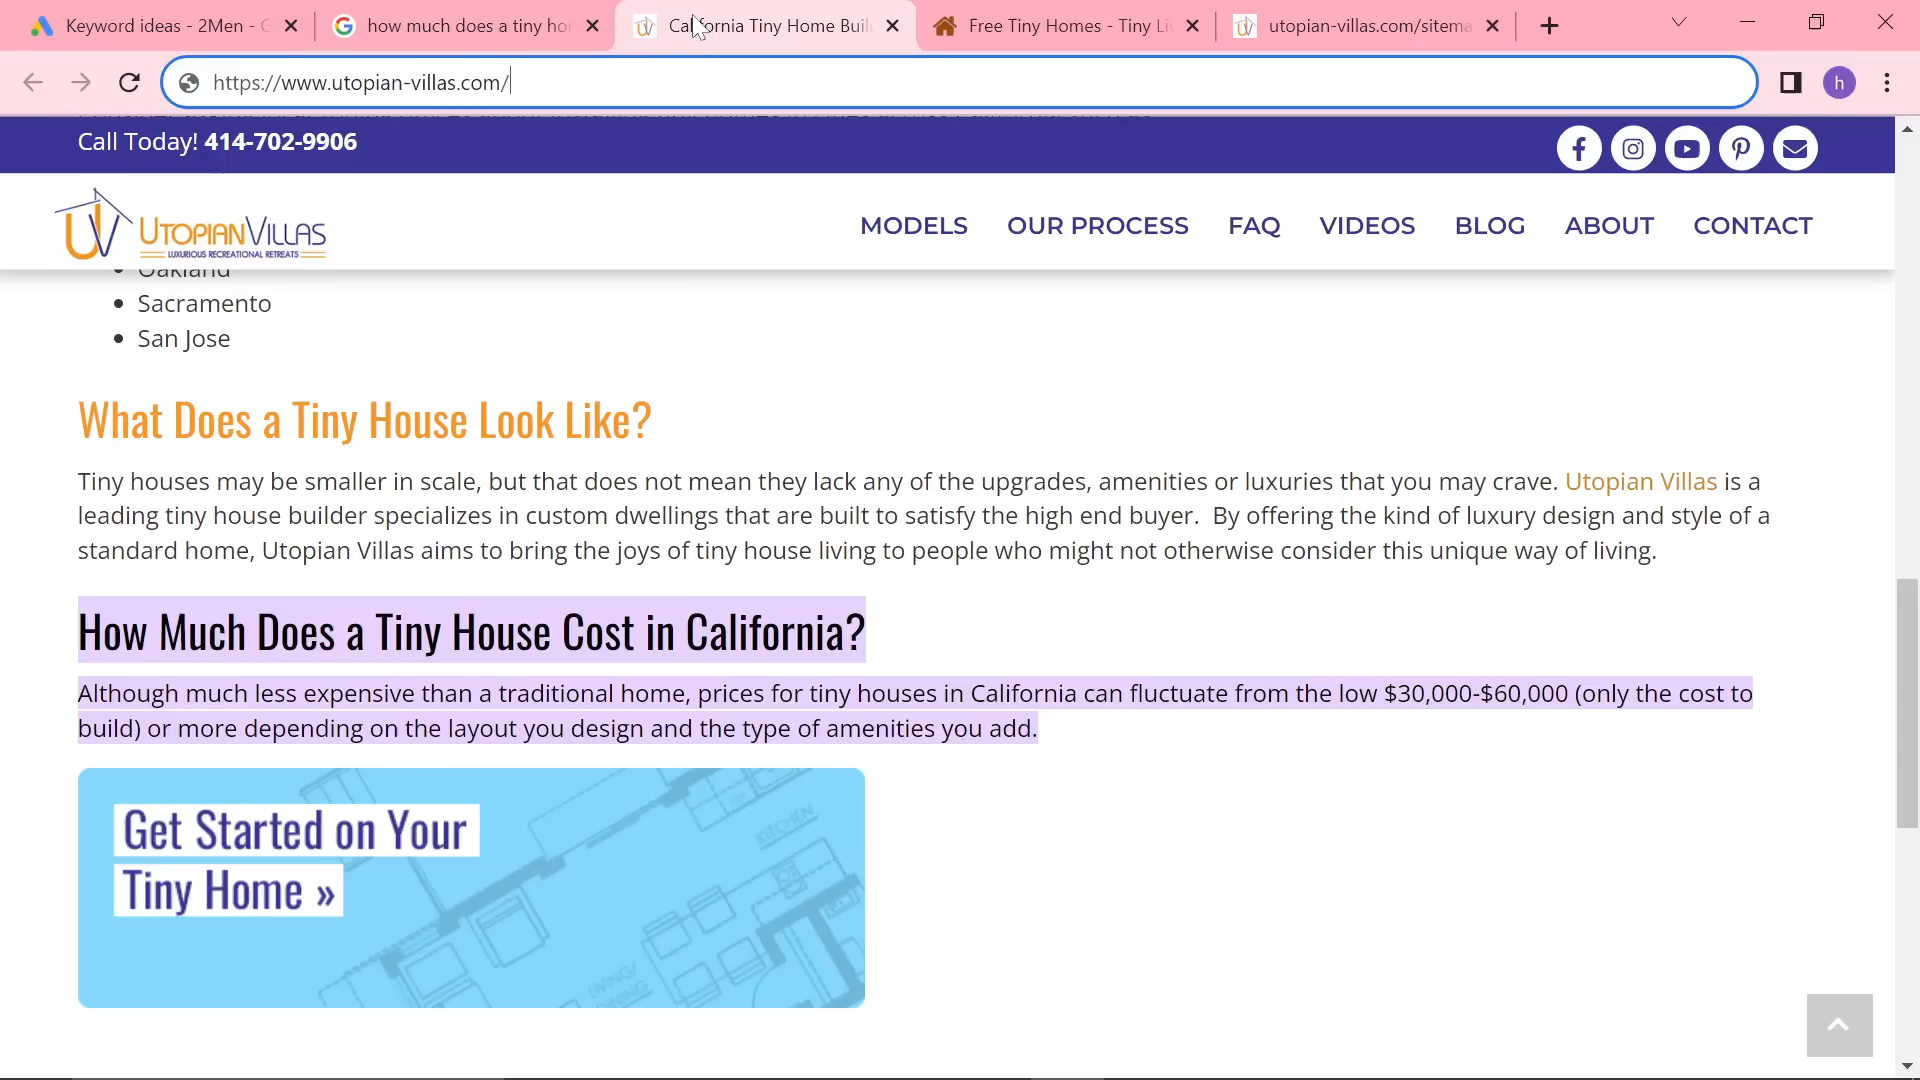 Keyword ideas - 2Men - G
how much does a tiny hor
California Tiny Home Buil
Free Tiny Homes - Tiny Li
utopian-villas.com/sitema
https://www.utopian-villas.com/
h
Call Today! 414-702-9906
UV UTOPIAN VILLAS
LUXURIOUS RECREATIONAL RETREATS
MODELS OUR PROCESS FAQ VIDEOS BLOG ABOUT CONTACT
Oakland
Sacramento
San Jose
What Does a Tiny House Look Like?
Tiny houses may be smaller in scale, but that does not mean they lack any of the upgrades, amenities or luxuries that you may crave. Utopian Villas is a
leading tiny house builder specializes in custom dwellings that are built to satisfy the high end buyer. By offering the kind of luxury design and style of a
standard home, Utopian Villas aims to bring the joys of tiny house living to people who might not otherwise consider this unique way of living.
How Much Does a Tiny House Cost in California?
Although much less expensive than a traditional home, prices for tiny houses in California can fluctuate from the low $30,000-$60,000 (only the cost to
build) or more depending on the layout you design and the type of amenities you add.
Get Started on Your
Tiny Home »
KITCHEN
LIVING/
DINING